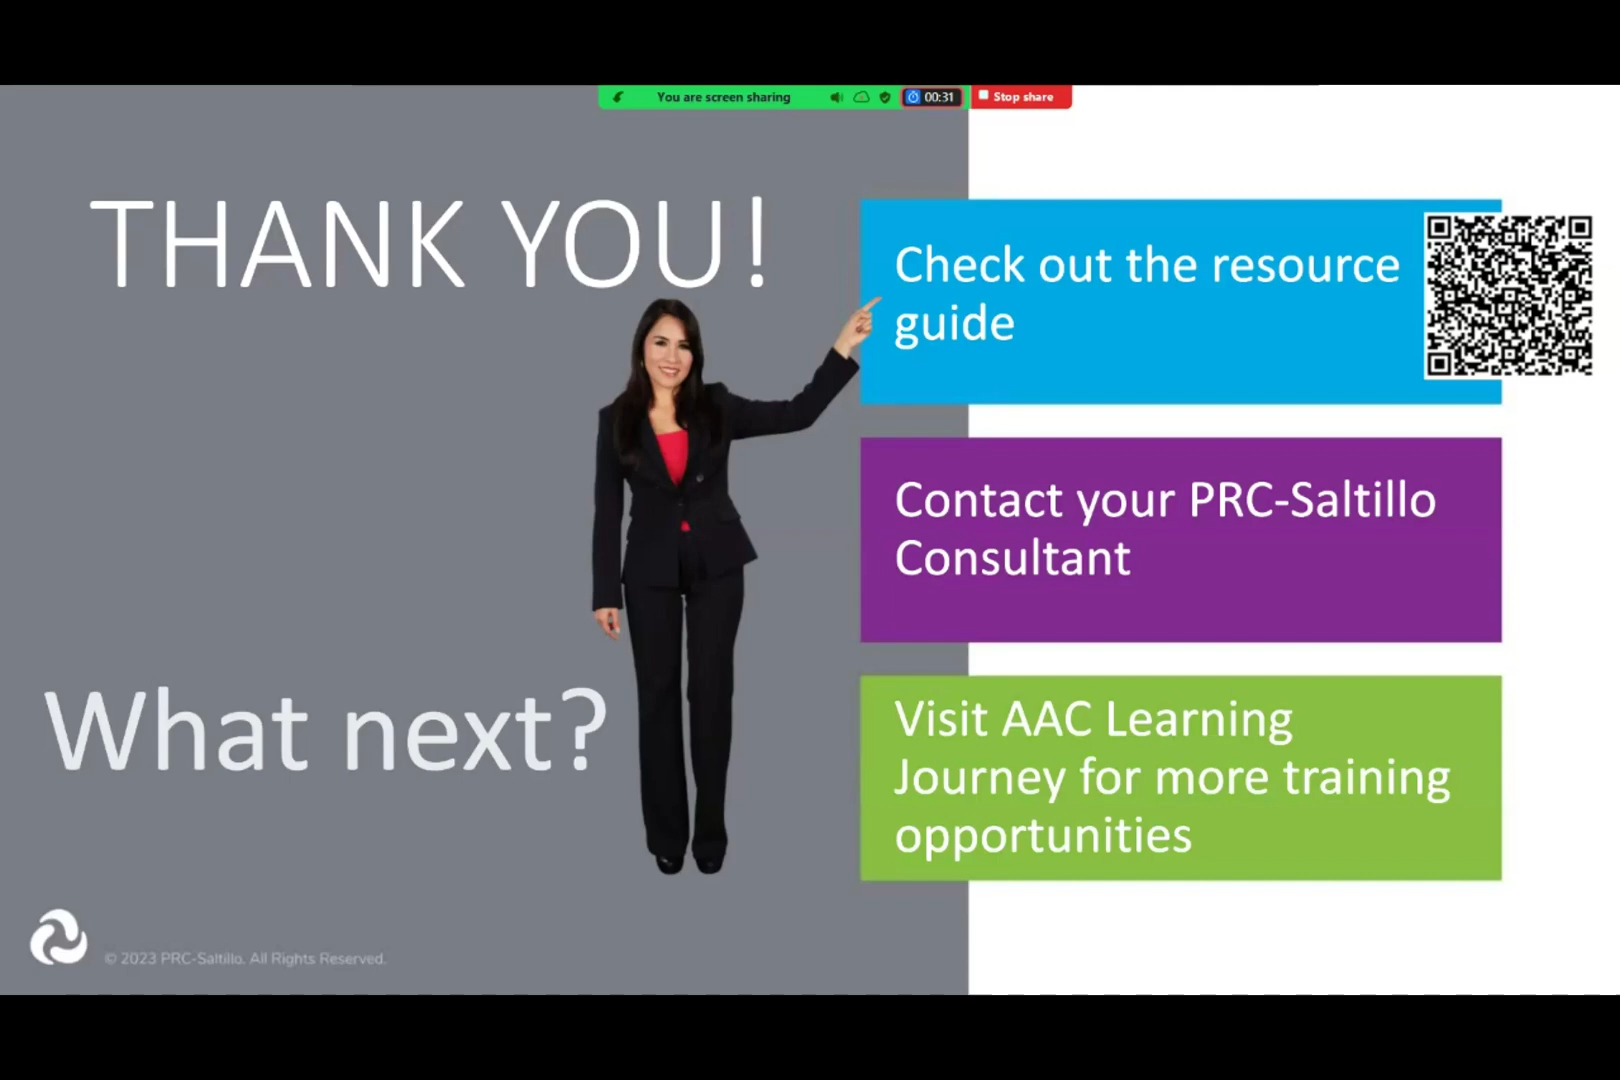 You are screen sharing
00:31
Stop share
THANK YOU!
What next?
Check out the resource
guide
Contact your PRC-Saltillo
Consultant
Visit AAC Learning
Journey for more training
opportunities
© 2023 PRC-Saltillo. All Rights Reserved.